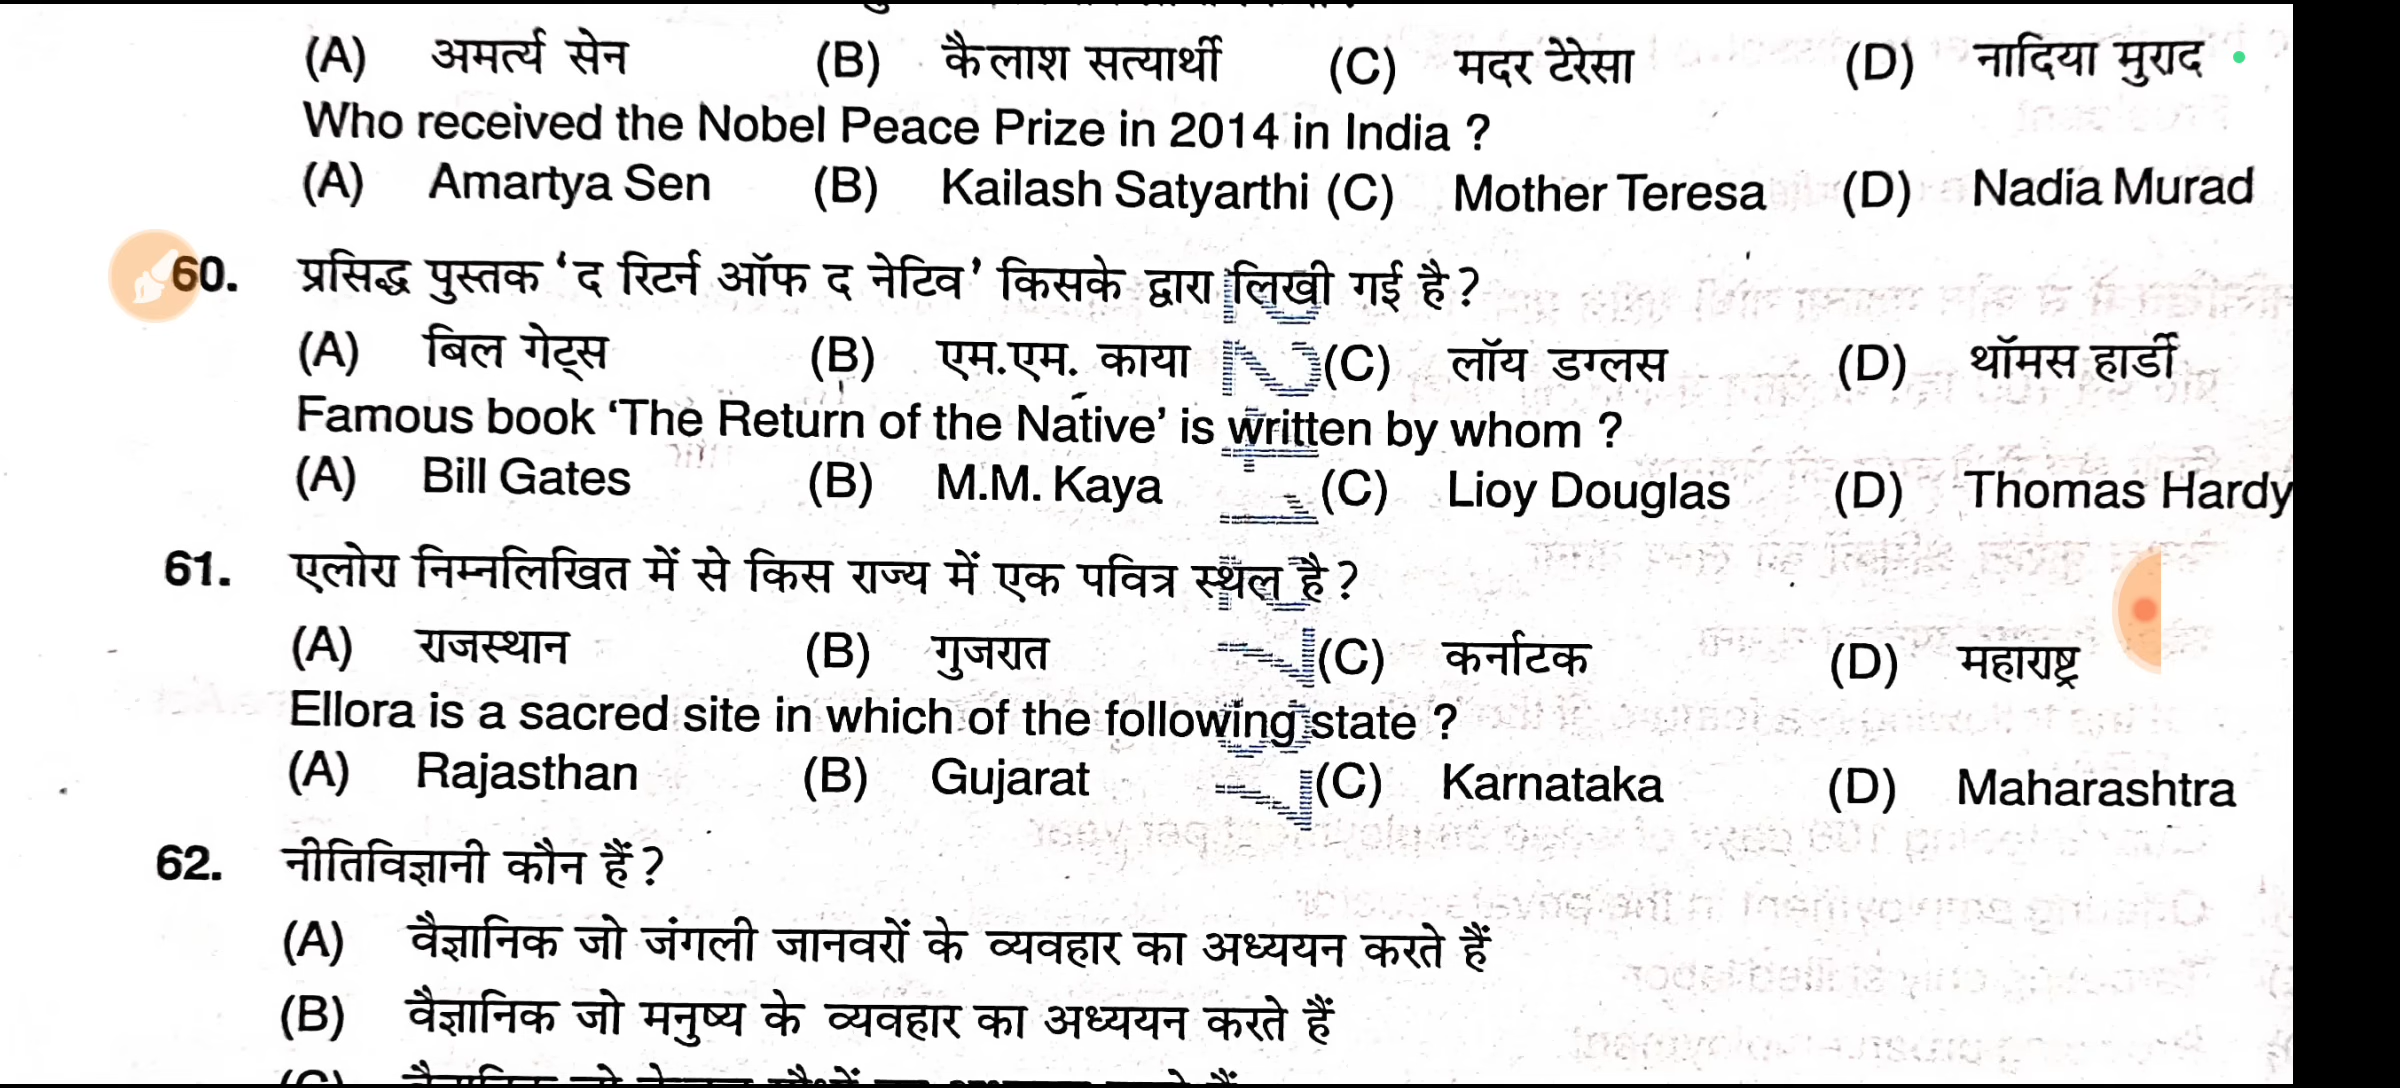 (A) अमर्त्य सेन (B) कैलाश सत्यार्थी (C) मदर टेरेसा (D) नादिया मुराद
Who received the Nobel Peace Prize in 2014 in India ?
(A) Amartya Sen (B) Kailash Satyarthi (C) Mother Teresa (D) Nadia Murad
60. प्रसिद्ध पुस्तक ‘द रिटर्न ऑफ द नेटिव’ किसके द्वारा लिखी गई है ?
(A) बिल गेट्स (B) एम.एम. काया (C) लॉय डग्लस (D) थॉमस हार्डी
Famous book ‘The Return of the Native’ is written by whom ?
(A) Bill Gates (B) M.M. Kaya (C) Lioy Douglas (D) Thomas Hardy
61. एलोरा निम्नलिखित में से किस राज्य में एक पवित्र स्थल है ?
(A) राजस्थान (B) गुजरात (C) कर्नाटक (D) महाराष्ट्र
Ellora is a sacred site in which of the following state ?
(A) Rajasthan (B) Gujarat (C) Karnataka (D) Maharashtra
62. नीतिविज्ञानी कौन हैं ?
(A) वैज्ञानिक जो जंगली जानवरों के व्यवहार का अध्ययन करते हैं
(B) वैज्ञानिक जो मनुष्य के व्यवहार का अध्ययन करते हैं